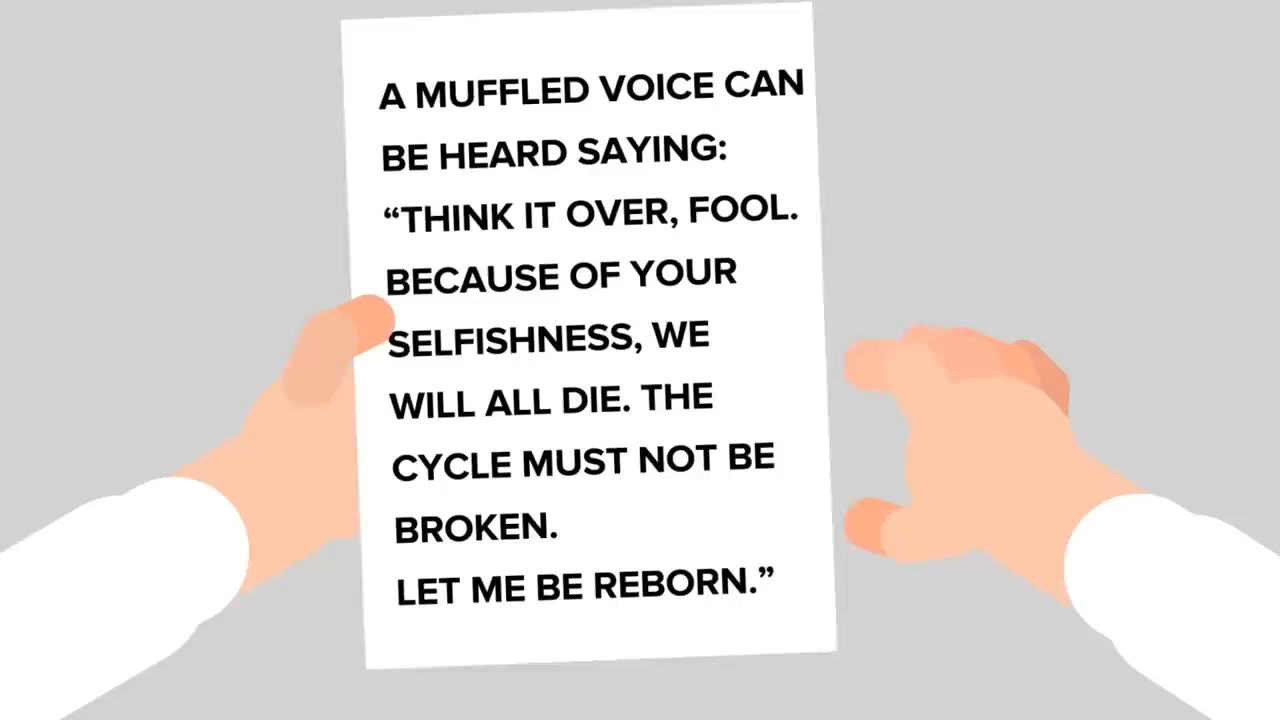 A MUFFLED VOICE CAN
BE HEARD SAYING:
“THINK IT OVER, FOOL.
BECAUSE OF YOUR
SELFISHNESS, WE
WILL ALL DIE. THE
CYCLE MUST NOT BE
BROKEN.
LET ME BE REBORN.”